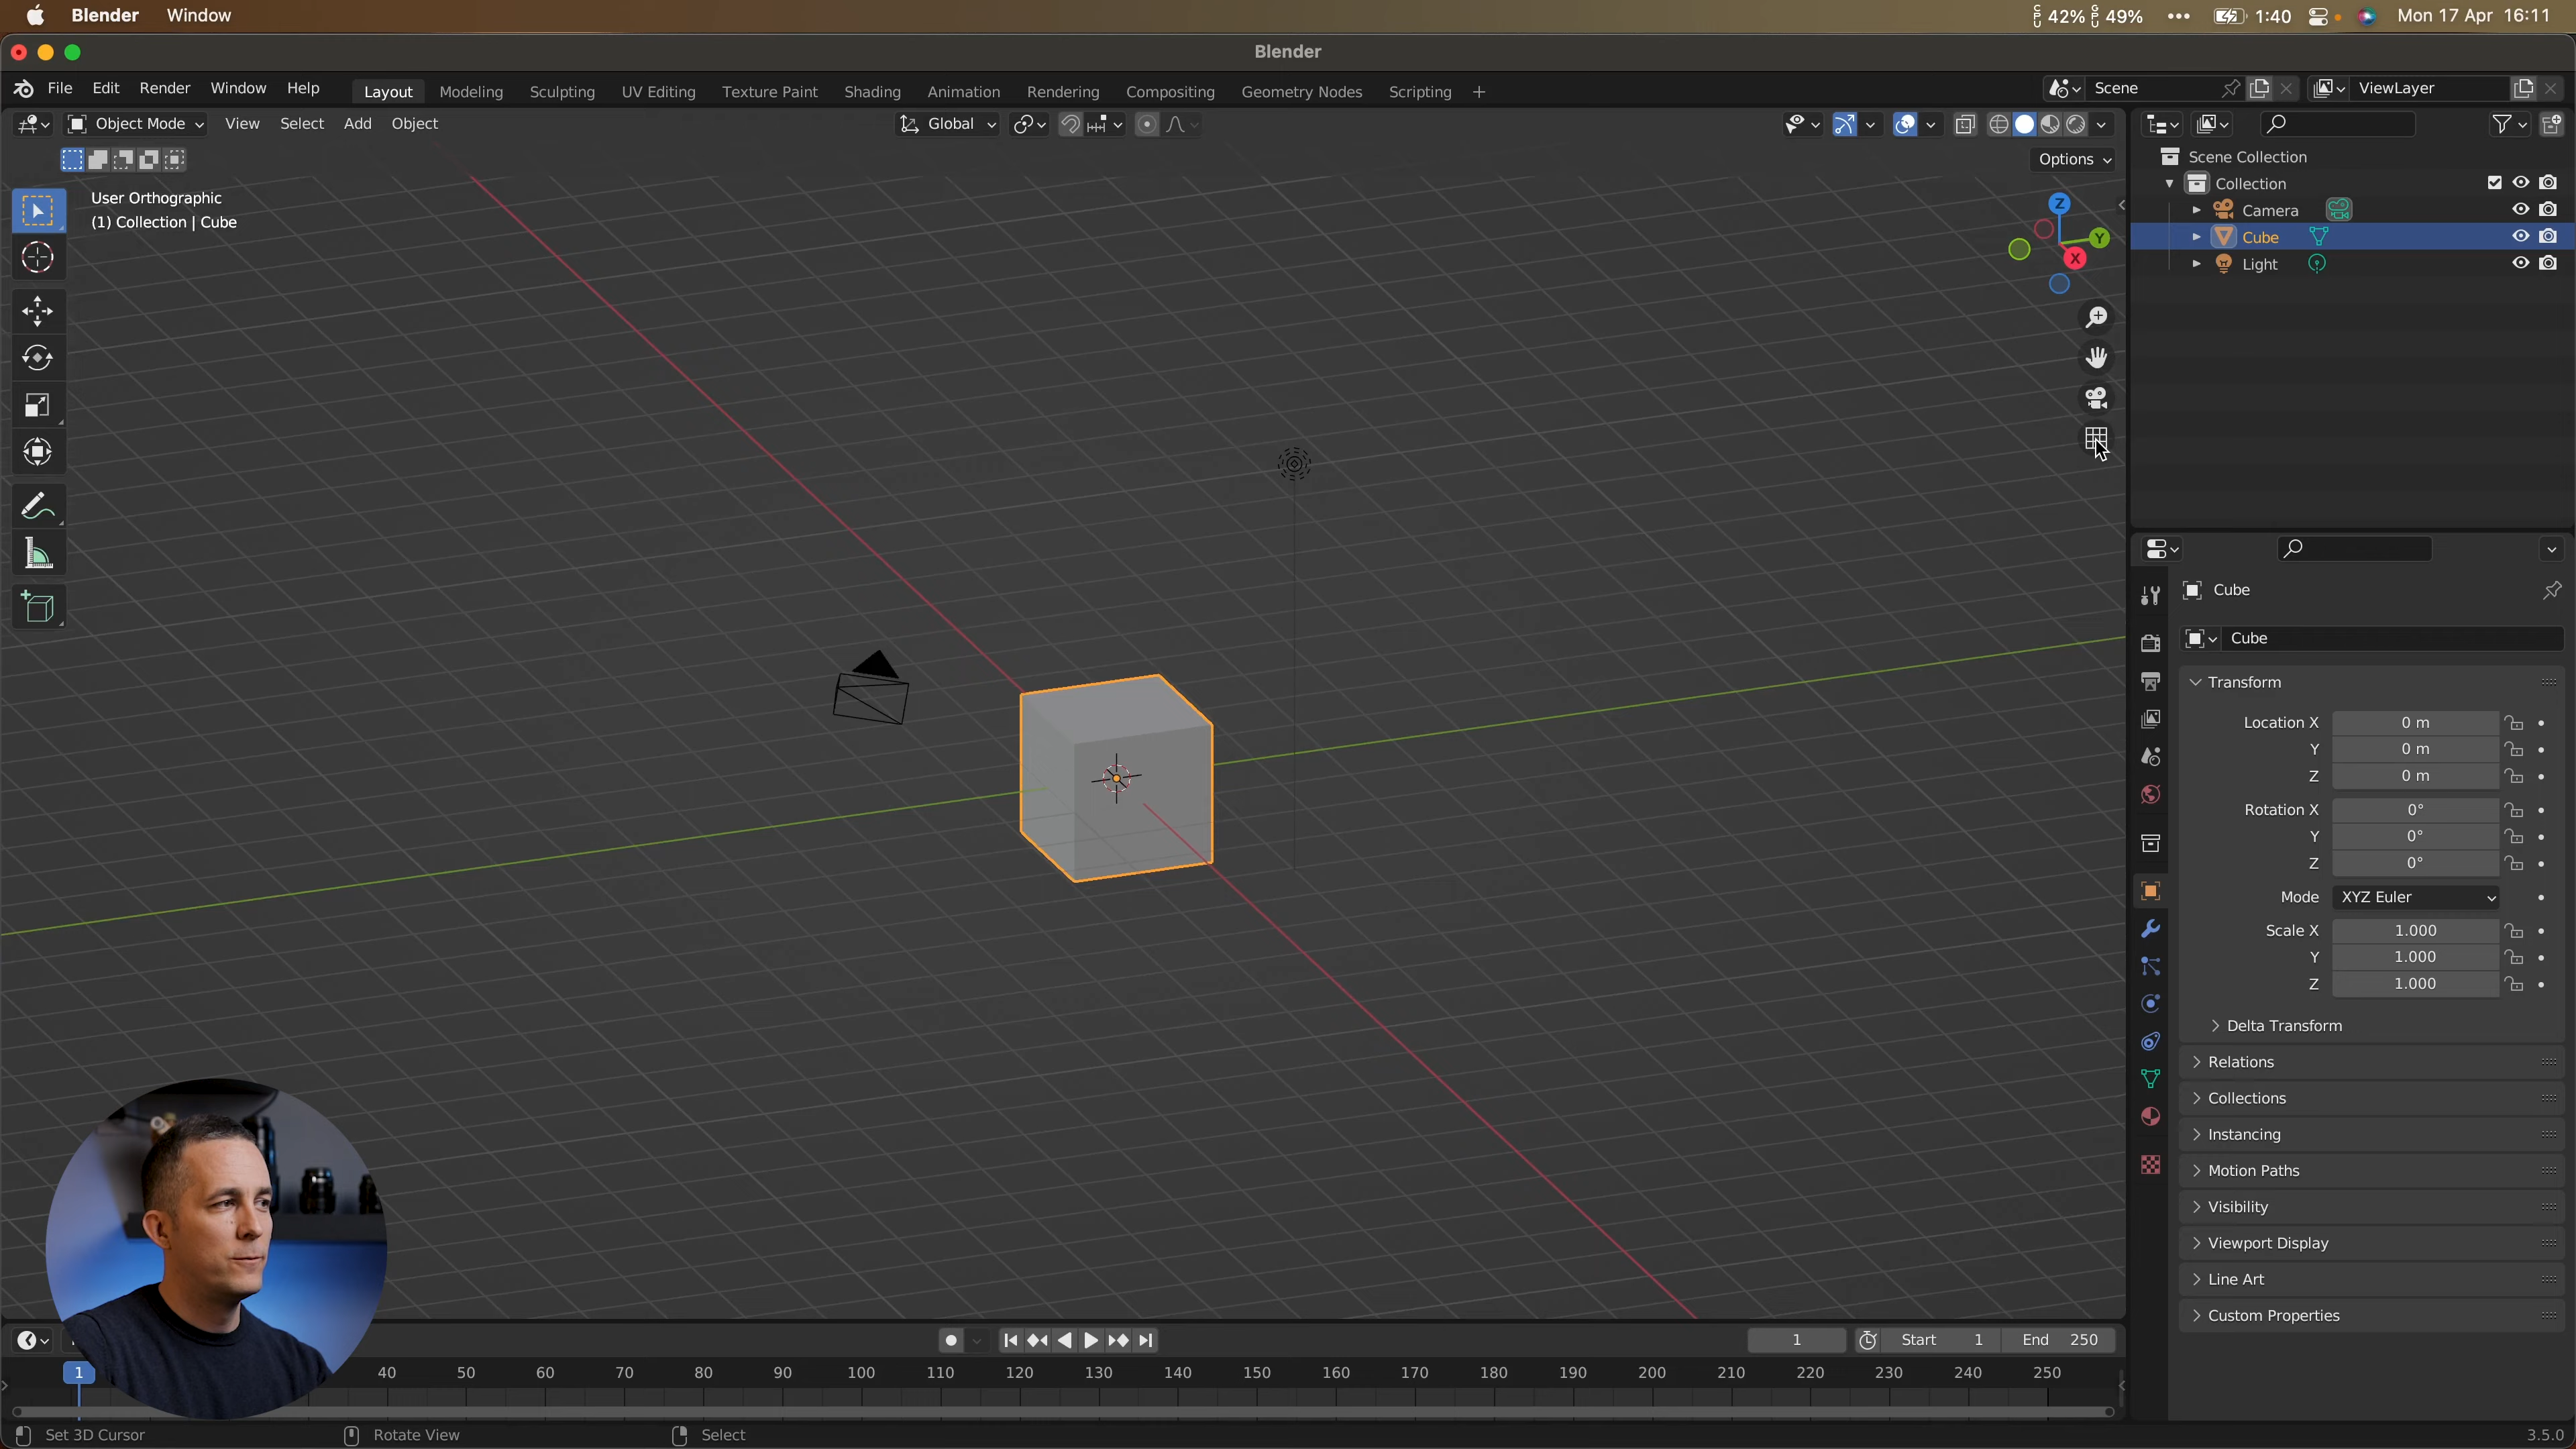 Blender Window
42% 49% ••• 1:40 Mon 17 Apr 16:11
Blender
File Edit Render Window Help
Layout Modeling Sculpting UV Editing Texture Paint Shading Animation Rendering Compositing Geometry Nodes Scripting +
Scene
ViewLayer
Object Mode View Select Add Object
Global
Options
User Orthographic
(1) Collection | Cube
Z
Y
X
Scene Collection
Collection
Camera
Cube
Light
Cube
Cube
Transform
Location X 0 m
Y 0 m
Z 0 m
Rotation X 0°
Y 0°
Z 0°
Mode XYZ Euler
Scale X 1.000
Y 1.000
Z 1.000
Delta Transform
Relations
Collections
Instancing
Motion Paths
Visibility
Viewport Display
Line Art
Custom Properties
1 Start 1 End 250
1 40 50 60 70 80 90 100 110 120 130 140 150 160 170 180 190 200 210 220 230 240 250
Set 3D Cursor Rotate View Select
3.5.0